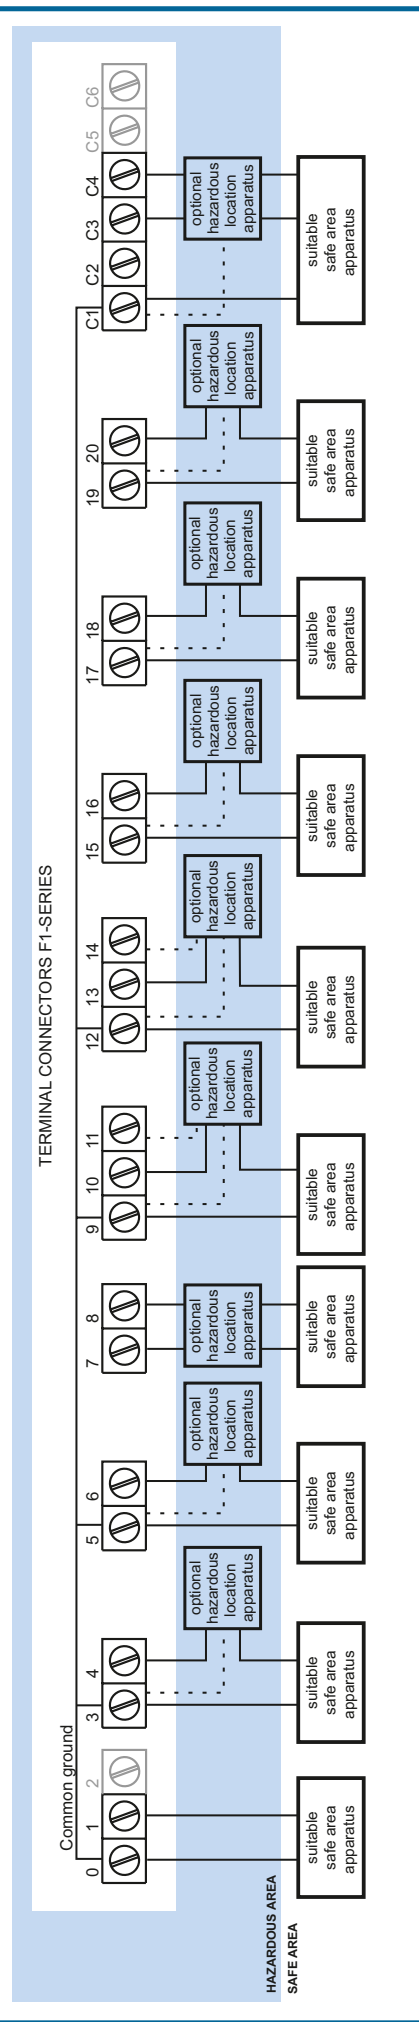 TERMINAL CONNECTORS F1-SERIES
Common ground
0 1 2 3 4 5 6 7 8 9 10 11 12 13 14 15 16 17 18 19 20 C1 C2 C3 C4 C5 C6
optional
hazardous
location
apparatus
optional
hazardous
location
apparatus
optional
hazardous
location
apparatus
optional
hazardous
location
apparatus
optional
hazardous
location
apparatus
optional
hazardous
location
apparatus
optional
hazardous
location
apparatus
optional
hazardous
location
apparatus
optional
hazardous
location
apparatus
HAZARDOUS AREA
SAFE AREA
suitable
safe area
apparatus
suitable
safe area
apparatus
suitable
safe area
apparatus
suitable
safe area
apparatus
suitable
safe area
apparatus
suitable
safe area
apparatus
suitable
safe area
apparatus
suitable
safe area
apparatus
suitable
safe area
apparatus
suitable
safe area
apparatus